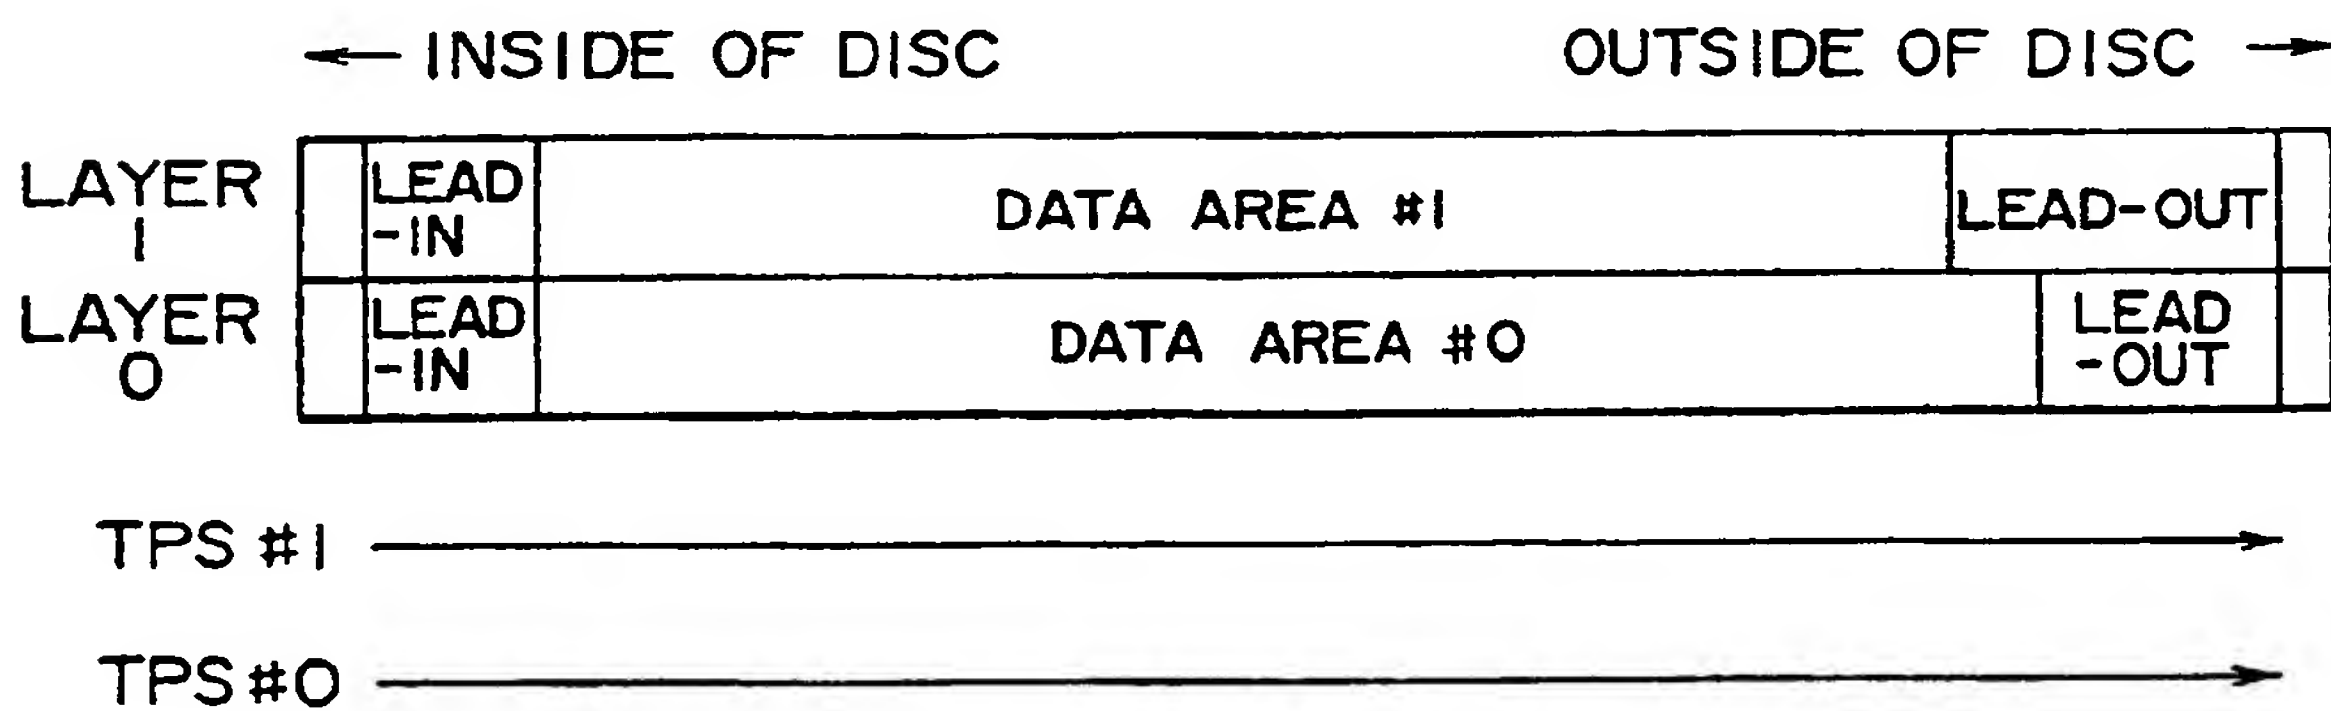 INSIDE OF DISC
OUTSIDE OF DISC
LAYER
1
LEAD
-IN
DATA AREA #1
LEAD-OUT
LAYER
0
LEAD
-IN
DATA AREA #0
LEAD
-OUT
TPS #1
TPS #0